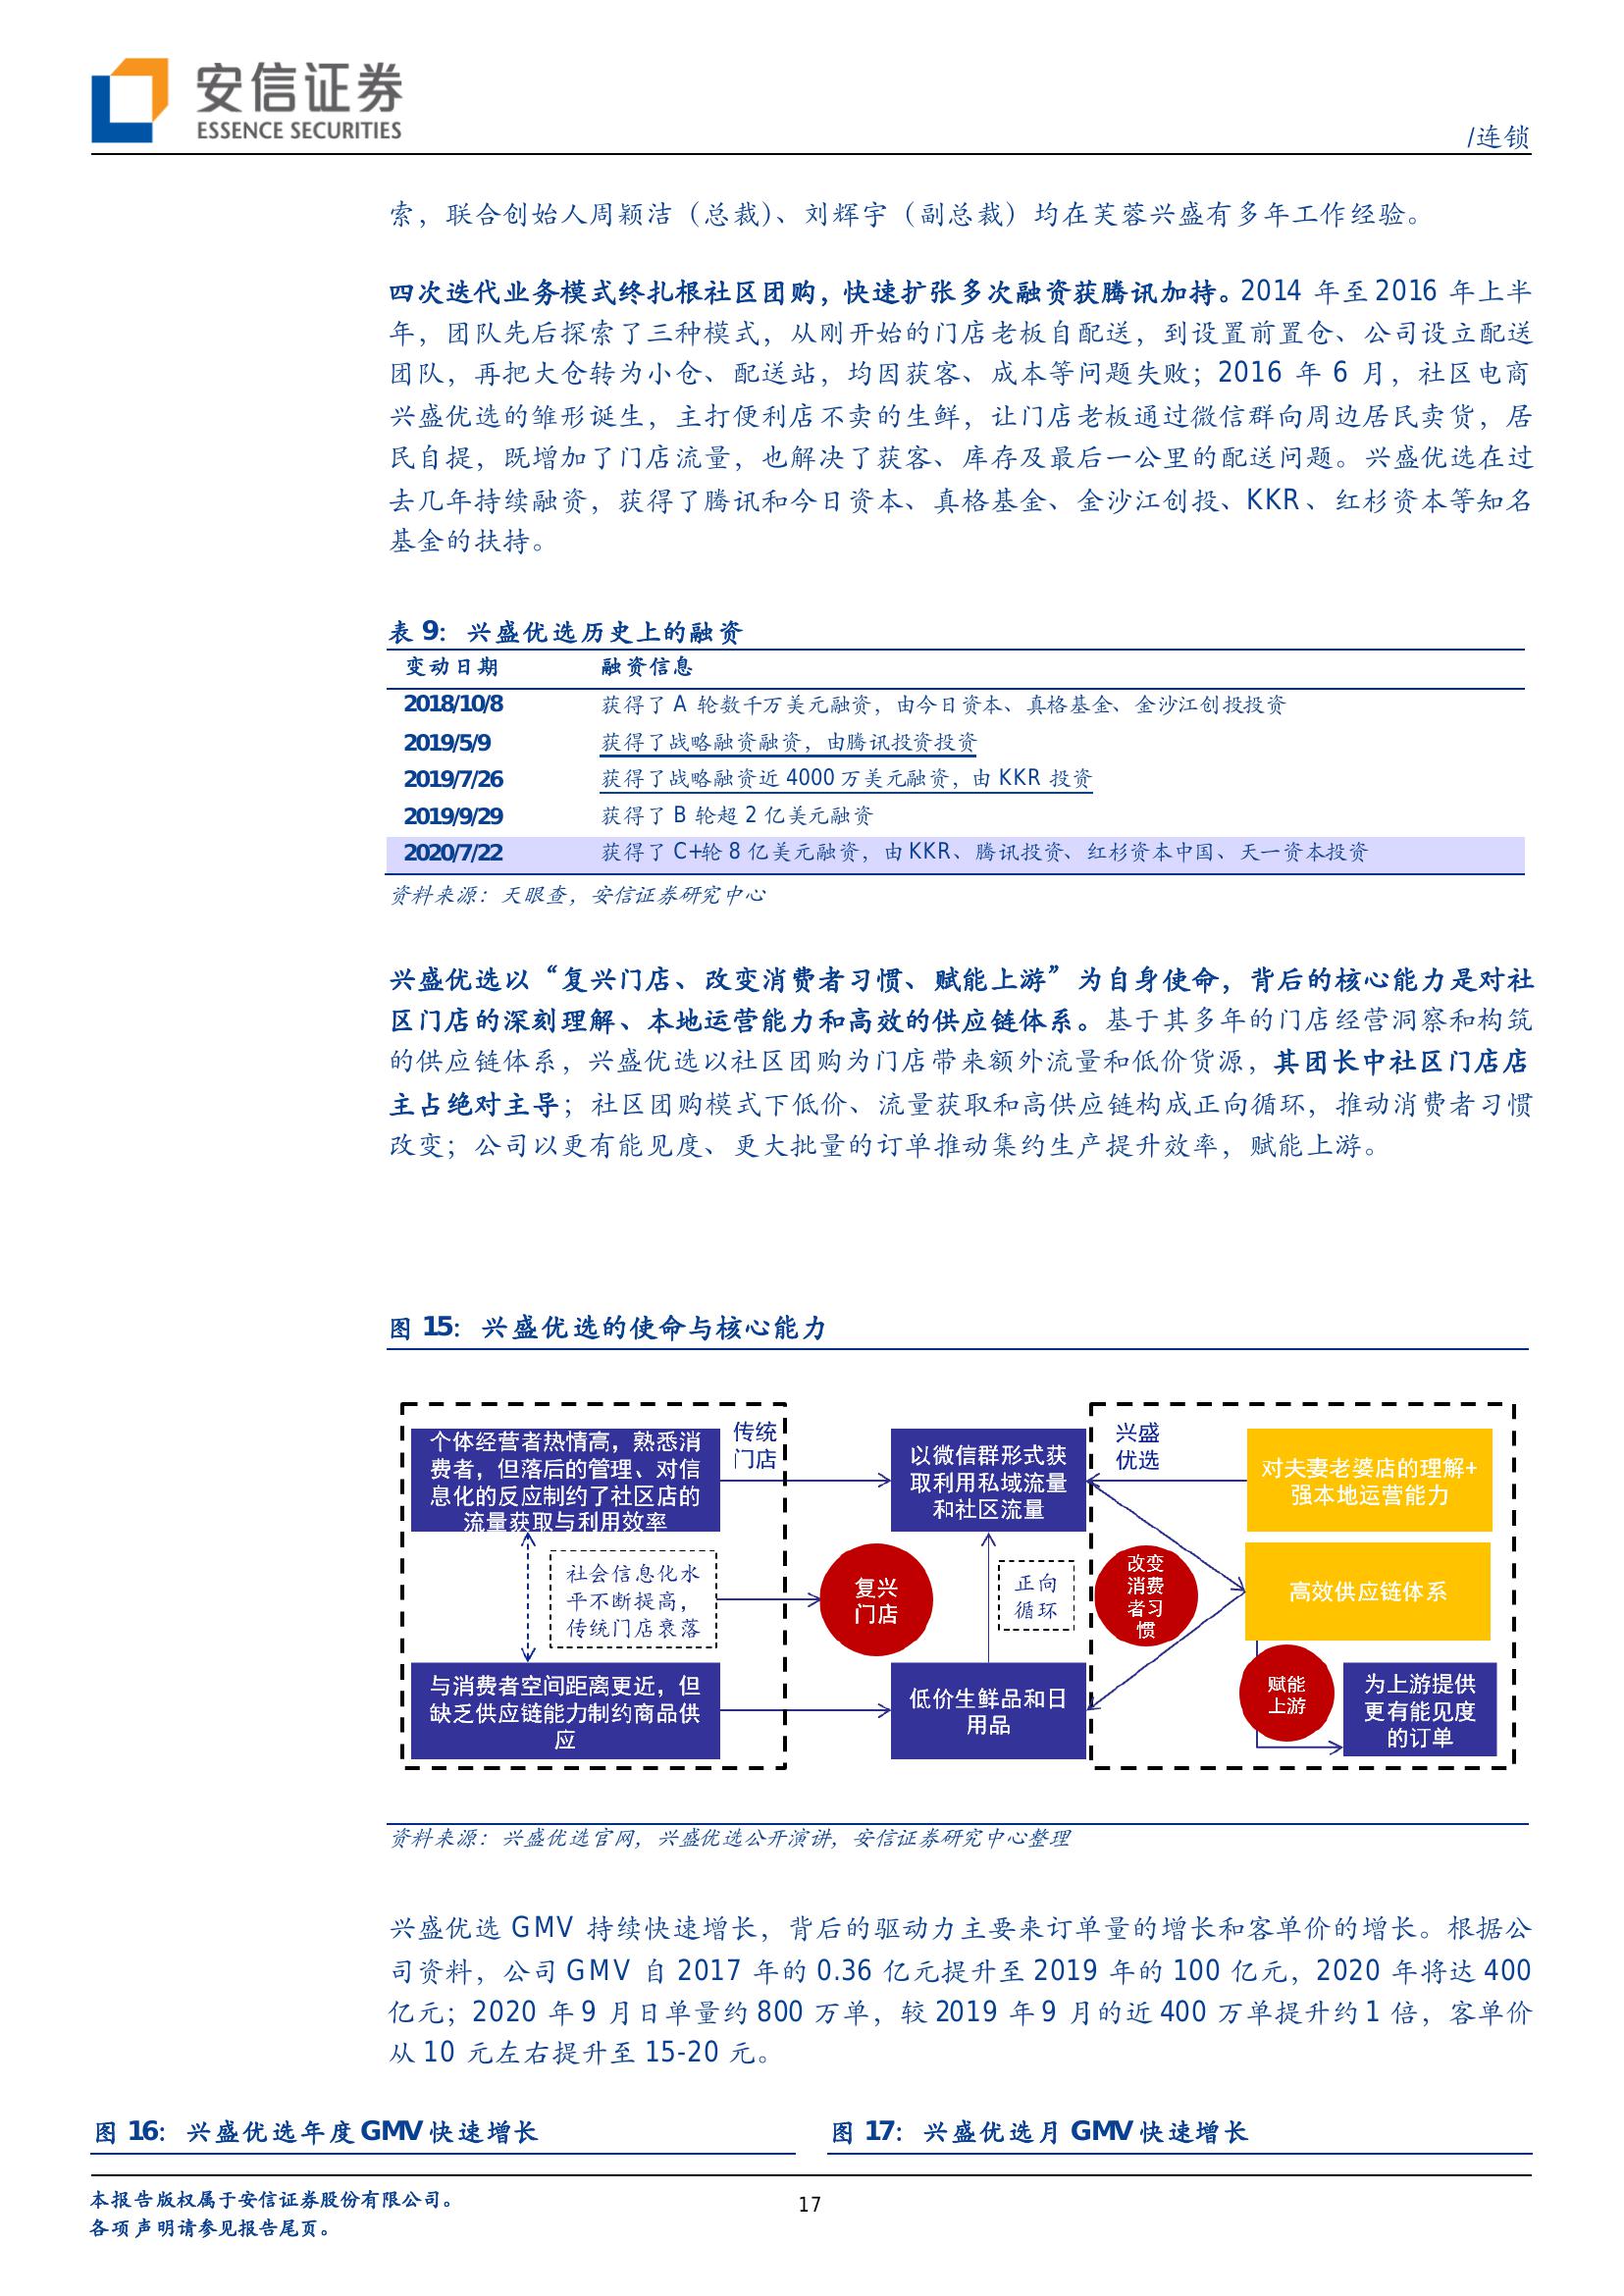 安信证券
ESSENCE SECURITIES
/连锁
索，联合创始人周颖洁（总裁）、刘辉宇（副总裁）均在芙蓉兴盛有多年工作经验。
四次迭代业务模式终扎根社区团购，快速扩张多次融资获腾讯加持。2014 年至 2016 年上半
年，团队先后探索了三种模式，从刚开始的门店老板自配送，到设置前置仓、公司设立配送
团队，再把大仓转为小仓、配送站，均因获客、成本等问题失败；2016 年 6 月，社区电商
兴盛优选的雏形诞生，主打便利店不卖的生鲜，让门店老板通过微信群向周边居民卖货，居
民自提，既增加了门店流量，也解决了获客、库存及最后一公里的配送问题。兴盛优选在过
去几年持续融资，获得了腾讯和今日资本、真格基金、金沙江创投、KKR、红杉资本等知名
基金的扶持。
表 9：兴盛优选历史上的融资
变动日期 融资信息
2018/10/8 获得了 A 轮数千万美元融资，由今日资本、真格基金、金沙江创投投资
2019/5/9 获得了战略融资融资，由腾讯投资投资
2019/7/26 获得了战略融资近 4000 万美元融资，由 KKR 投资
2019/9/29 获得了 B 轮超 2 亿美元融资
2020/7/22 获得了 C+轮 8 亿美元融资，由 KKR、腾讯投资、红杉资本中国、天一资本投资
资料来源：天眼查，安信证券研究中心
兴盛优选以“复兴门店、改变消费者习惯、赋能上游”为自身使命，背后的核心能力是对社
区门店的深刻理解、本地运营能力和高效的供应链体系。基于其多年的门店经营洞察和构筑
的供应链体系，兴盛优选以社区团购为门店带来额外流量和低价货源，其团长中社区门店店
主占绝对主导；社区团购模式下低价、流量获取和高供应链构成正向循环，推动消费者习惯
改变；公司以更有能见度、更大批量的订单推动集约生产提升效率，赋能上游。
图 15：兴盛优选的使命与核心能力
个体经营者热情高，熟悉消
费者，但落后的管理、对信
息化的反应制约了社区店的
流量获取与利用效率
传统
门店
以微信群形式获
取利用私域流量
和社区流量
兴盛
优选
对夫妻老婆店的理解+
强本地运营能力
社会信息化水
平不断提高，
传统门店衰落
复兴
门店
正向
循环
改变
消费
者习
惯
高效供应链体系
与消费者空间距离更近，但
缺乏供应链能力制约商品供
应
低价生鲜品和日
用品
赋能
上游
为上游提供
更有能见度
的订单
资料来源：兴盛优选官网，兴盛优选公开演讲，安信证券研究中心整理
兴盛优选 GMV 持续快速增长，背后的驱动力主要来订单量的增长和客单价的增长。根据公
司资料，公司 GMV 自 2017 年的 0.36 亿元提升至 2019 年的 100 亿元，2020 年将达 400
亿元；2020 年 9 月日单量约 800 万单，较 2019 年 9 月的近 400 万单提升约 1 倍，客单价
从 10 元左右提升至 15-20 元。
图 16：兴盛优选年度 GMV 快速增长
图 17：兴盛优选月 GMV 快速增长
本报告版权属于安信证券股份有限公司。
各项声明请参见报告尾页。
17